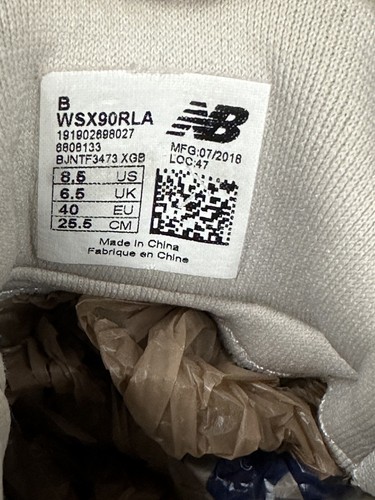 B
WSX90RLA
191902698027
6808133
BJNTF3473 XGB
NB
MFG:07/2018
LOC:47
8.5 US
6.5 UK
40 EU
25.5 CM
Made in China
Fabrique en Chine